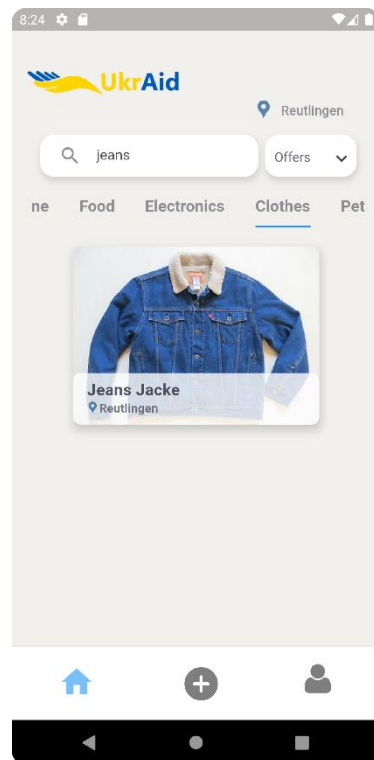 8:24
UkrAid
Reutlingen
jeans
Offers
ne Food Electronics Clothes Pet
Jeans Jacke
Reutlingen